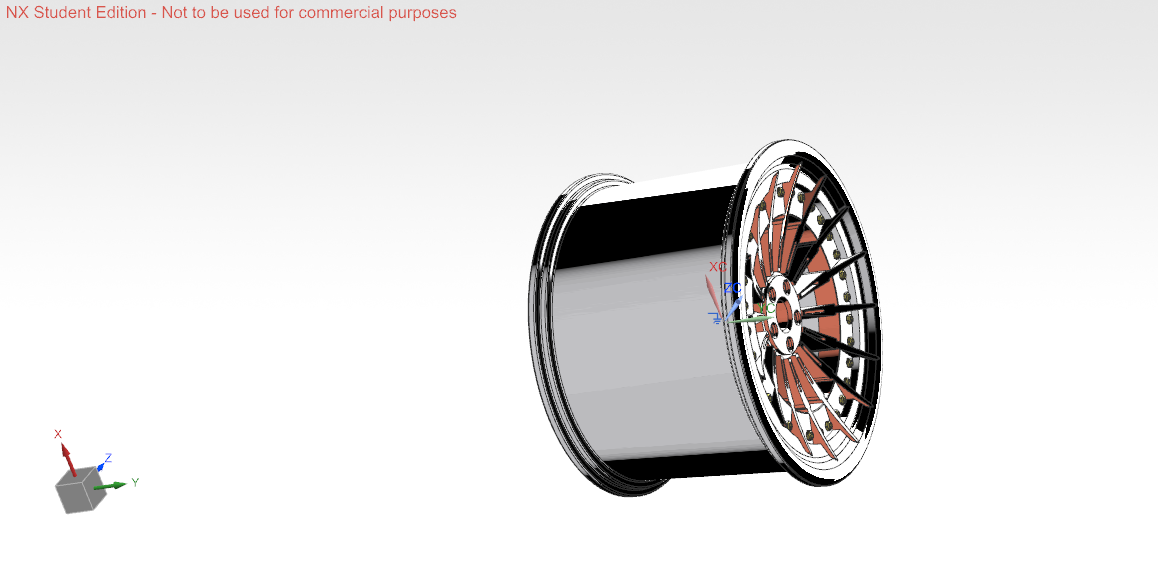 NX Student Edition - Not to be used for commercial purposes
XC
ZC
X
Z
Y